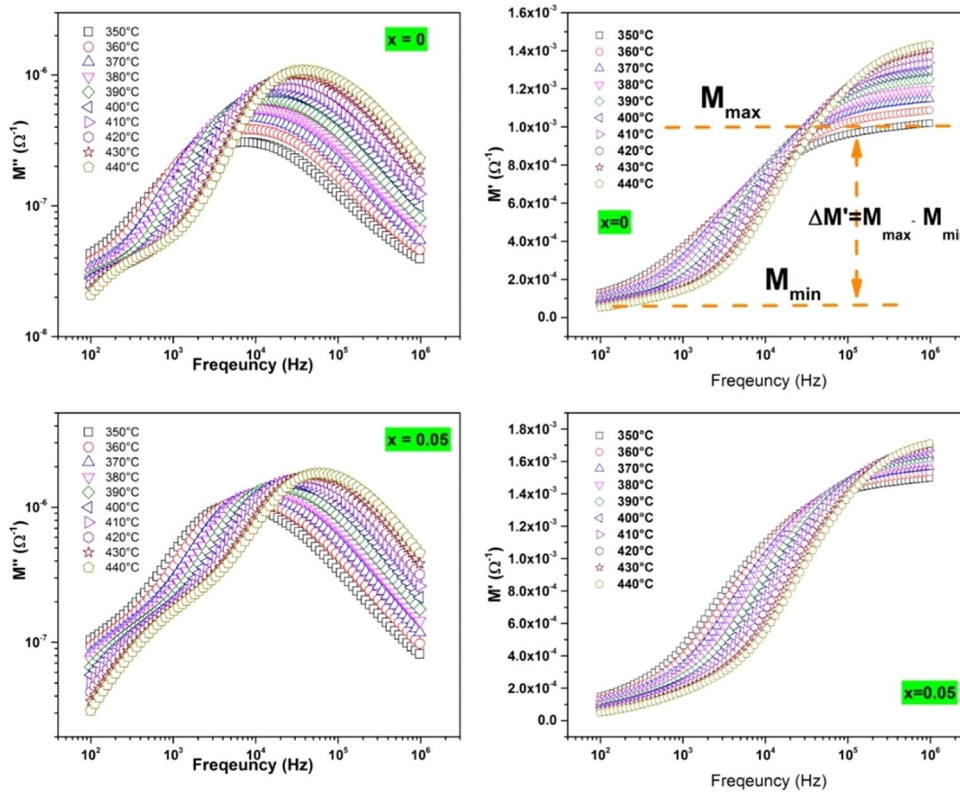 350°C
360°C
370°C
380°C
390°C
400°C
410°C
420°C
430°C
440°C
x = 0
10⁻⁶
10⁻⁷
10⁻⁸
M'' (Ω⁻¹)
10² 10³ 10⁴ 10⁵ 10⁶
Freqeuncy (Hz)
1.6x10⁻³
1.4x10⁻³
1.2x10⁻³
1.0x10⁻³
8.0x10⁻⁴
6.0x10⁻⁴
4.0x10⁻⁴
2.0x10⁻⁴
0.0
M' (Ω⁻¹)
350°C
360°C
370°C
380°C
390°C
400°C
410°C
420°C
430°C
440°C
x=0
Mmax
ΔM'=Mmax- Mmin
Mmin
10² 10³ 10⁴ 10⁵ 10⁶
Freqeuncy (Hz)
350°C
360°C
370°C
380°C
390°C
400°C
410°C
420°C
430°C
440°C
x = 0.05
10⁻⁶
10⁻⁷
M'' (Ω⁻¹)
10² 10³ 10⁴ 10⁵ 10⁶
Freqeuncy (Hz)
1.8x10⁻³
1.6x10⁻³
1.4x10⁻³
1.2x10⁻³
1.0x10⁻³
8.0x10⁻⁴
6.0x10⁻⁴
4.0x10⁻⁴
2.0x10⁻⁴
0.0
M' (Ω⁻¹)
350°C
360°C
370°C
380°C
390°C
400°C
410°C
420°C
430°C
440°C
x=0.05
10² 10³ 10⁴ 10⁵ 10⁶
Freqeuncy (Hz)